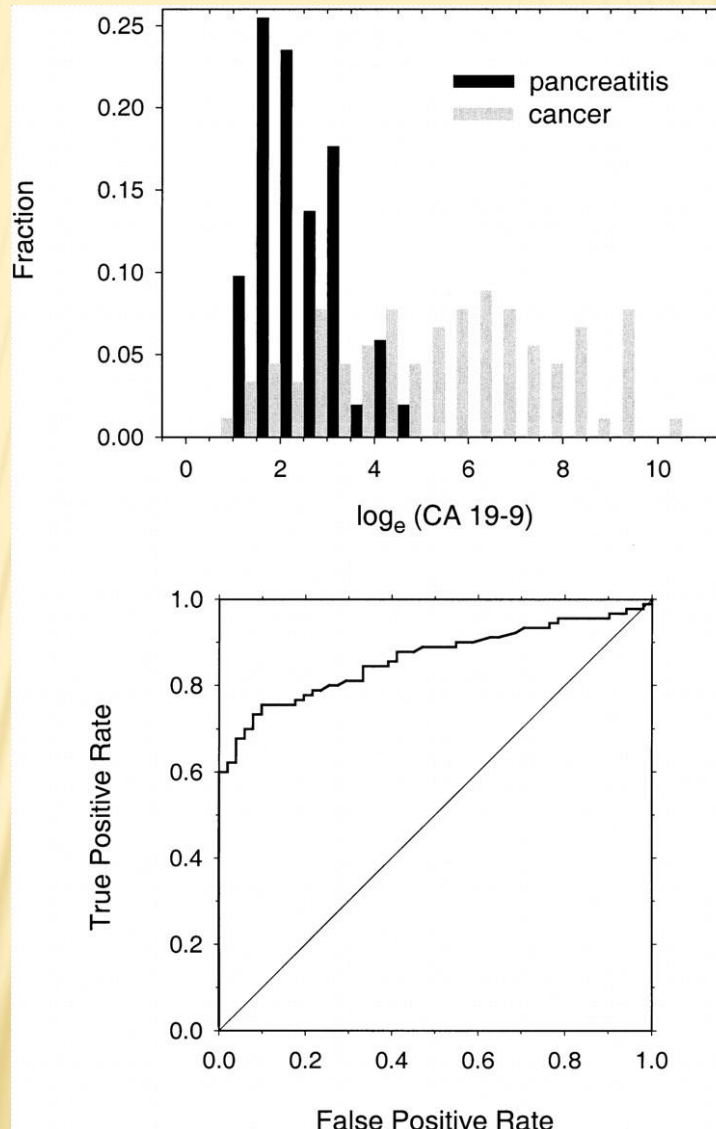 0.25
pancreatitis
cancer
0.20
0.15
Fraction
0.10
0.05
0.00
0 2 4 6 8 10
logₑ (CA 19-9)
1.0
0.8
0.6
True Positive Rate
0.4
0.2
0.0
0.0 0.2 0.4 0.6 0.8 1.0
False Positive Rate